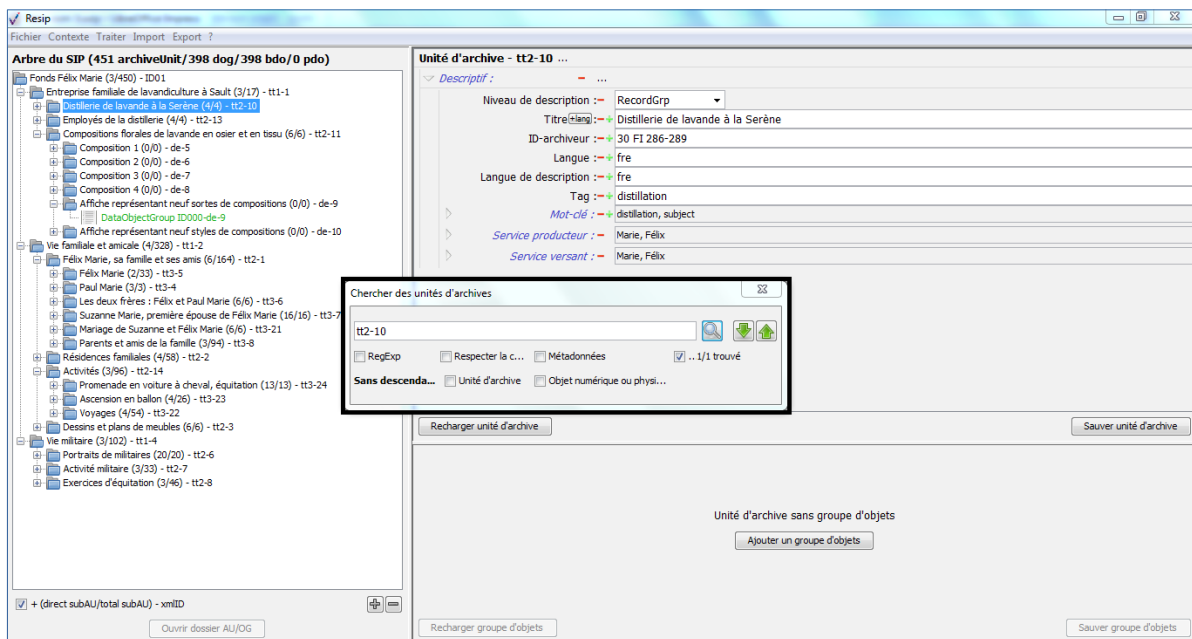 Resip
Fichier Contexte Traiter Import Export ?
Arbre du SIP (451 archiveUnit/398 dog/398 bdo/0 pdo)
Fonds Félix Marie (3/450) - ID01
Entreprise familiale de lavandiculture à Sault (3/17) - tt1-1
Distillerie de lavande à la Serène (4/4) - tt2-10
Employés de la distillerie (4/4) - tt2-13
Compositions florales de lavande en osier et en tissu (6/6) - tt2-11
Composition 1 (0/0) - de-5
Composition 2 (0/0) - de-6
Composition 3 (0/0) - de-7
Composition 4 (0/0) - de-8
Affiche représentant neuf sortes de compositions (0/0) - de-9
DataObjectGroup ID000-de-9
Affiche représentant neuf styles de compositions (0/0) - de-10
Vie familiale et amicale (4/328) - tt1-2
Félix Marie, sa famille et ses amis (6/164) - tt2-1
Félix Marie (2/33) - tt3-5
Paul Marie (3/3) - tt3-4
Les deux frères : Félix et Paul Marie (6/6) - tt3-6
Suzanne Marie, première épouse de Félix Marie (16/16) - tt3-7
Mariage de Suzanne et Félix Marie (6/6) - tt3-21
Parents et amis de la famille (3/94) - tt3-8
Résidences familiales (4/58) - tt2-2
Activités (3/96) - tt2-14
Promenade en voiture à cheval, équitation (13/13) - tt3-24
Ascension en ballon (4/26) - tt3-23
Voyages (4/54) - tt3-22
Dessins et plans de meubles (6/6) - tt2-3
Vie militaire (3/102) - tt1-4
Portraits de militaires (20/20) - tt2-6
Activité militaire (3/33) - tt2-7
Exercices d'équitation (3/46) - tt2-8
+ (direct subAU/total subAU) - xmlID
Ouvrir dossier AU/OG
Unité d'archive - tt2-10 ...
Descriptif : - ...
Niveau de description :- RecordGrp
Titre +lang :-+ Distillerie de lavande à la Serène
ID-archiveur :-+ 30 FI 286-289
Langue :-+ fre
Langue de description :-+ fre
Tag :-+ distillation
Mot-clé : -+ distillation, subject
Service producteur : - Marie, Félix
Service versant : - Marie, Félix
Chercher des unités d'archives
tt2-10
RegExp Respecter la c... Métadonnées .. 1/1 trouvé
Sans descenda... Unité d'archive Objet numérique ou physi...
Recharger unité d'archive Sauver unité d'archive
Unité d'archive sans groupe d'objets
Ajouter un groupe d'objets
Recharger groupe d'objets Sauver groupe d'objets